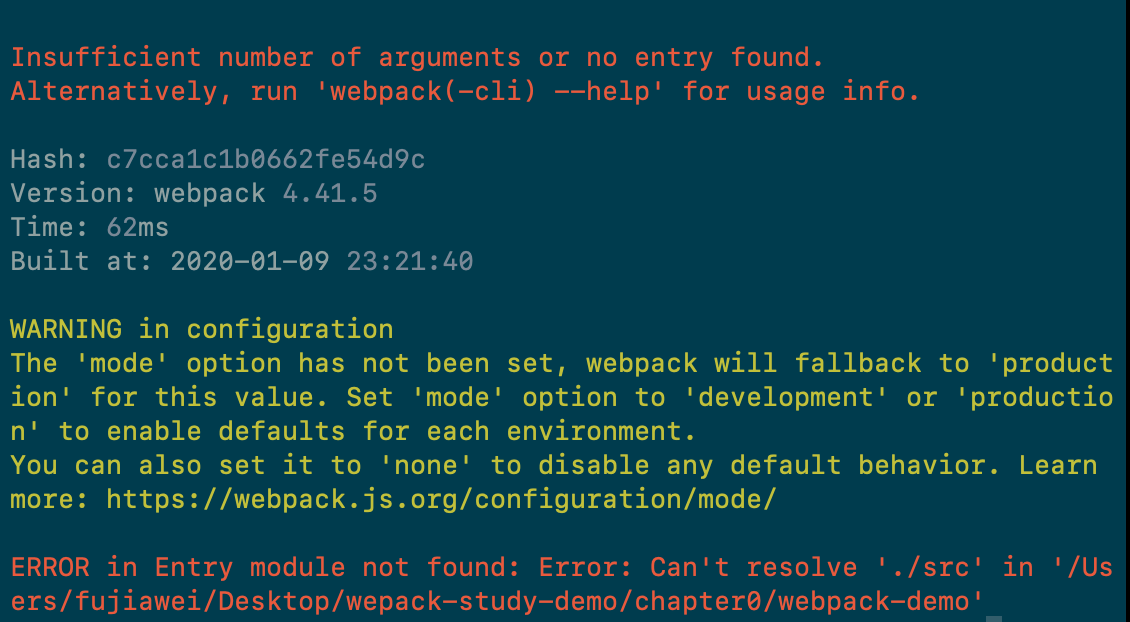 Insufficient number of arguments or no entry found.
Alternatively, run 'webpack(-cli) --help' for usage info.
Hash: c7cca1c1b0662fe54d9c
Version: webpack 4.41.5
Time: 62ms
Built at: 2020-01-09 23:21:40
WARNING in configuration
The 'mode' option has not been set, webpack will fallback to 'product
ion' for this value. Set 'mode' option to 'development' or 'productio
n' to enable defaults for each environment.
You can also set it to 'none' to disable any default behavior. Learn
more: https://webpack.js.org/configuration/mode/
ERROR in Entry module not found: Error: Can't resolve './src' in '/Us
ers/fujiawei/Desktop/wepack-study-demo/chapter0/webpack-demo'